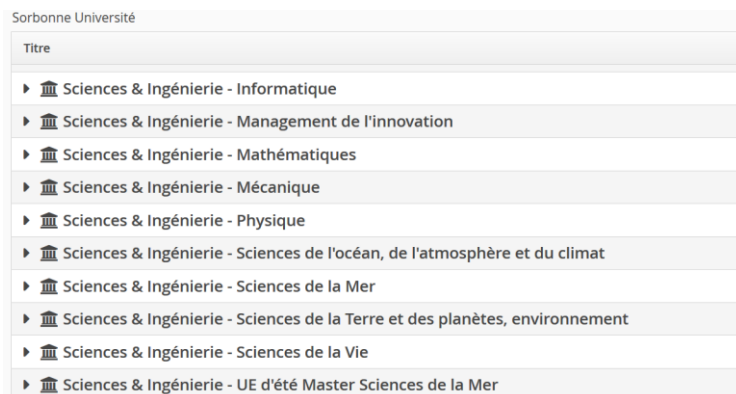 Sorbonne Université
Titre
Sciences & Ingénierie - Informatique
Sciences & Ingénierie - Management de l'innovation
Sciences & Ingénierie - Mathématiques
Sciences & Ingénierie - Mécanique
Sciences & Ingénierie - Physique
Sciences & Ingénierie - Sciences de l'océan, de l'atmosphère et du climat
Sciences & Ingénierie - Sciences de la Mer
Sciences & Ingénierie - Sciences de la Terre et des planètes, environnement
Sciences & Ingénierie - Sciences de la Vie
Sciences & Ingénierie - UE d'été Master Sciences de la Mer